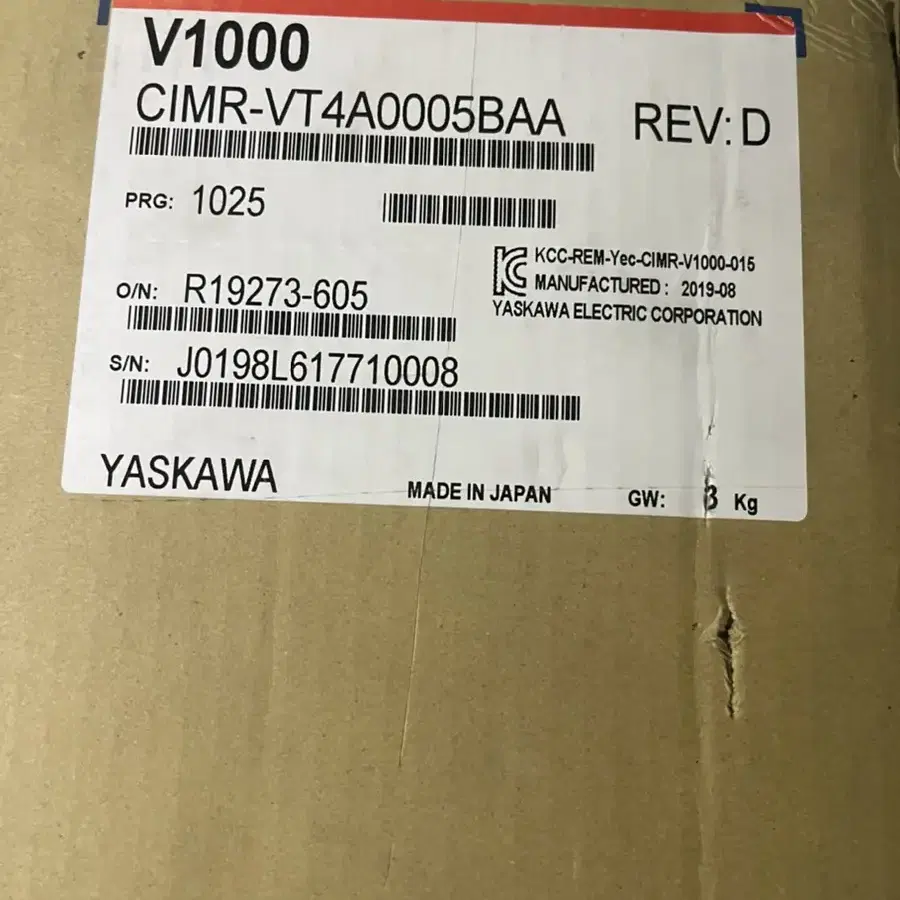 V1000
CIMR-VT4A0005BAA REV: D
PRG: 1025
KCC-REM-Yec-CIMR-V1000-015
MANUFACTURED : 2019-08
YASKAWA ELECTRIC CORPORATION
O/N: R19273-605
S/N: J0198L617710008
YASKAWA
MADE IN JAPAN
GW: 3 Kg